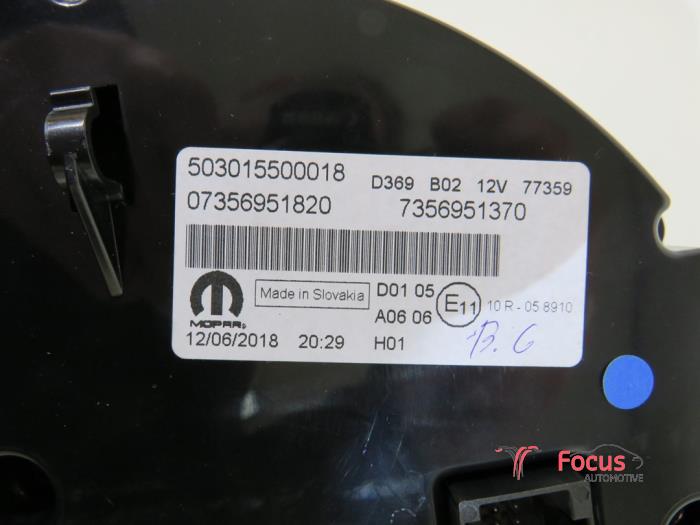 503015500018 D369 B02 12V 77359
07356951820 7356951370
MOPAR® Made in Slovakia D01 05 E11 10 R - 05 8910
A06 06
12/06/2018 20:29 H01 B.G
Focus
AUTOMOTIVE